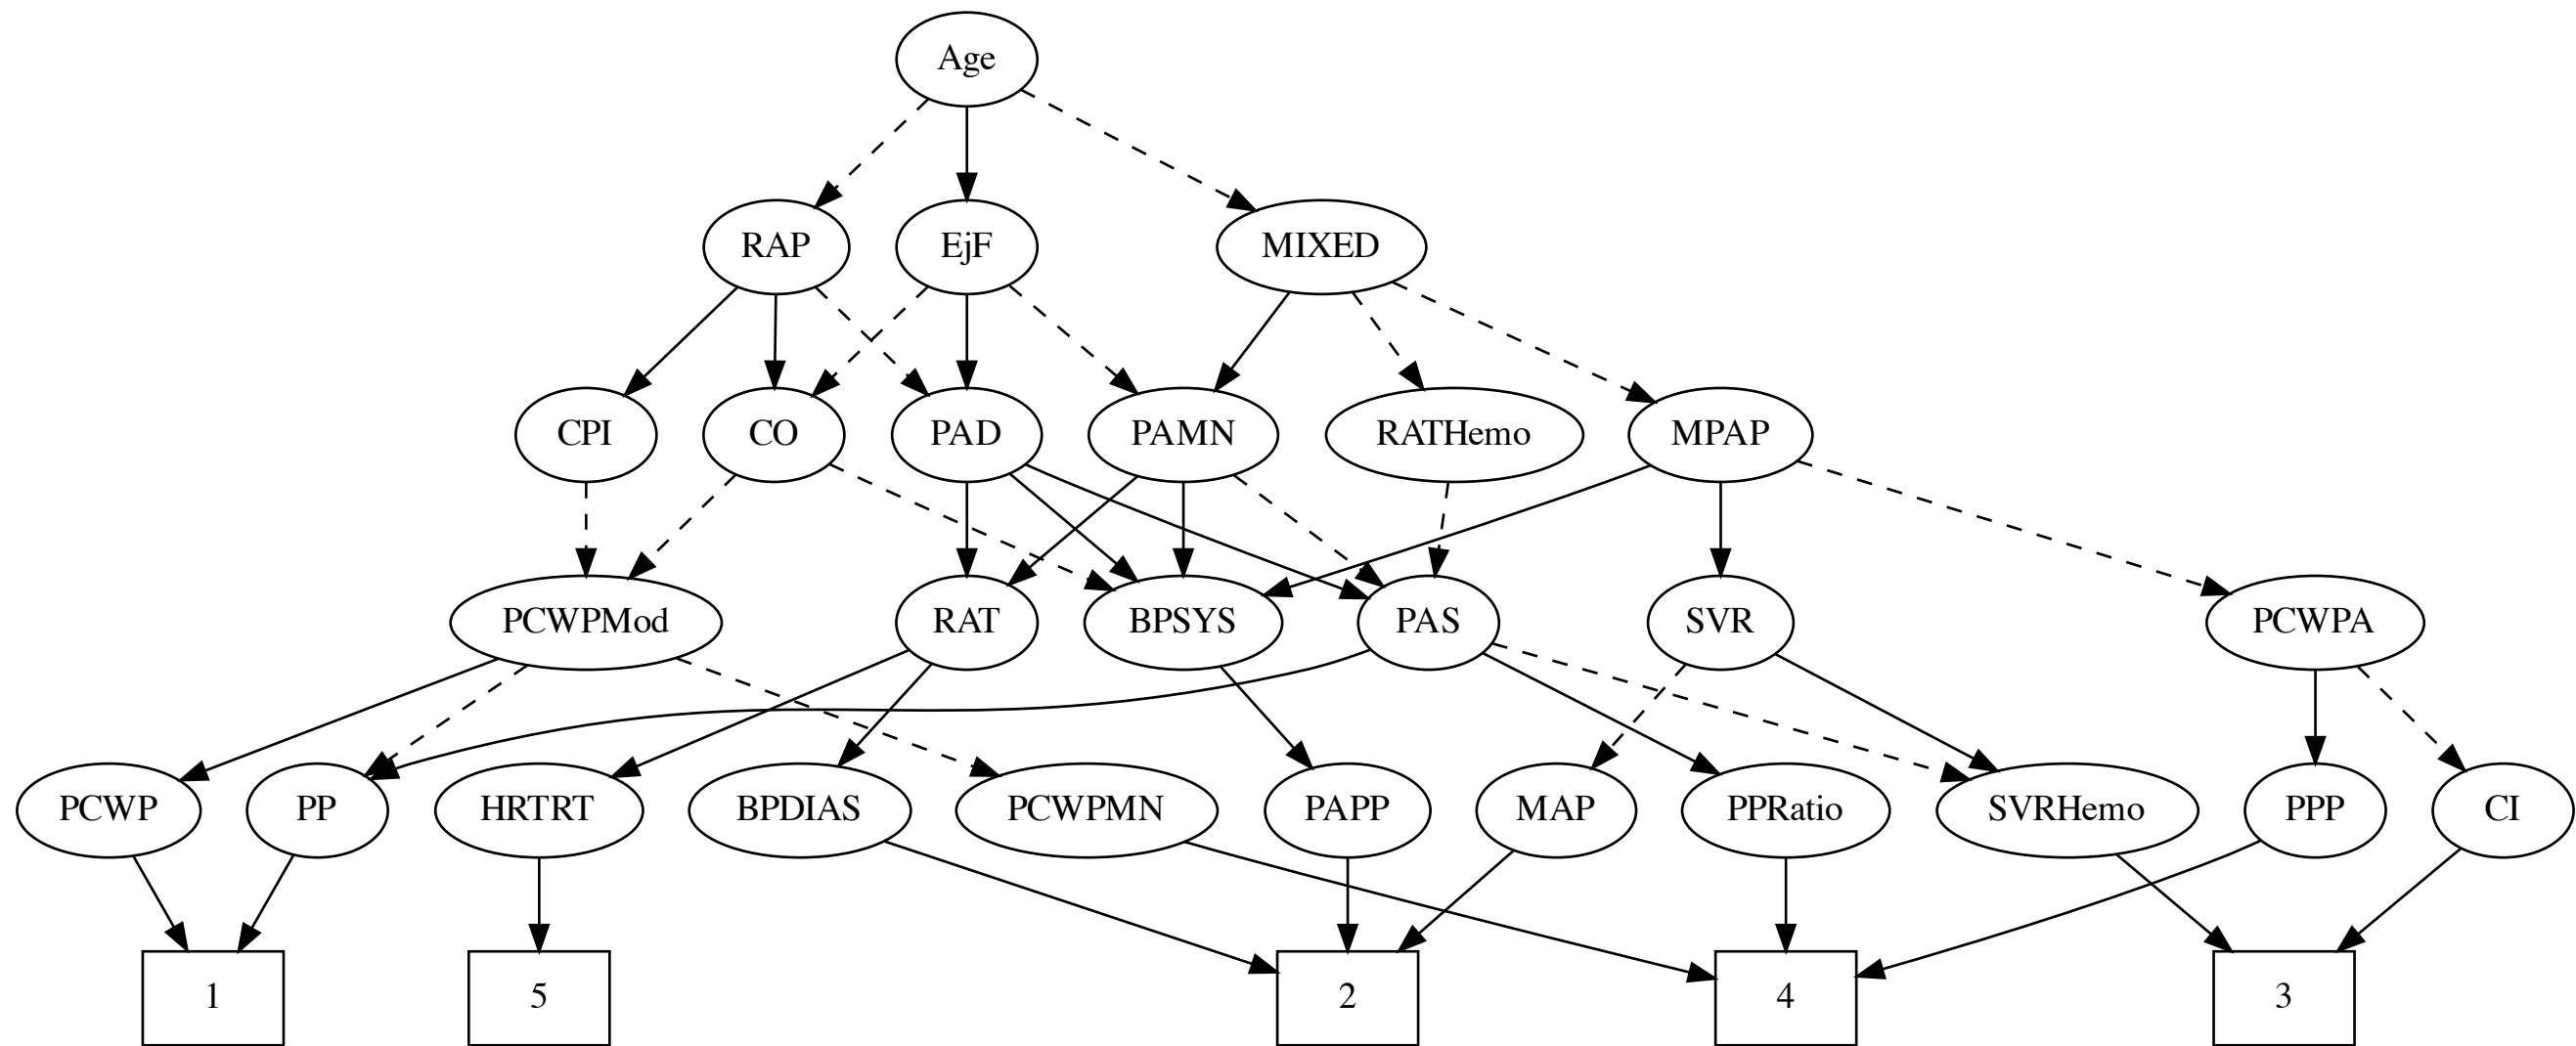 Age
RAP
EjF
MIXED
CPI
CO
PAD
PAMN
RATHemo
MPAP
PCWPMod
RAT
BPSYS
PAS
SVR
PCWPA
PCWP
PP
HRTRT
BPDIAS
PCWPMN
PAPP
MAP
PPRatio
SVRHemo
PPP
CI
1
5
2
4
3